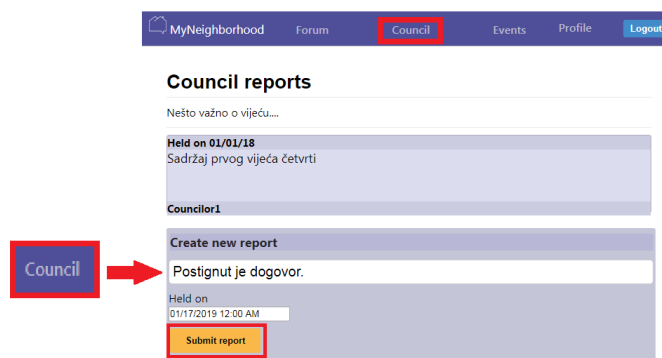 MyNeighborhood Forum Council Events Profile Logout
Council reports
Nešto važno o vijeću....
Held on 01/01/18
Sadržaj prvog vijeća četvrti
Councilor1
Create new report
Council
Postignut je dogovor.
Held on
01/17/2019 12:00 AM
Submit report